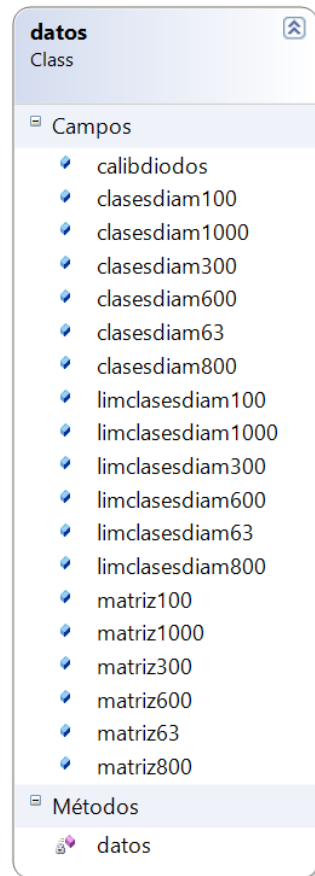 datos
Class
Campos
calibdiodos
clasesdiam100
clasesdiam1000
clasesdiam300
clasesdiam600
clasesdiam63
clasesdiam800
limclasesdiam100
limclasesdiam1000
limclasesdiam300
limclasesdiam600
limclasesdiam63
limclasesdiam800
matriz100
matriz1000
matriz300
matriz600
matriz63
matriz800
Métodos
datos